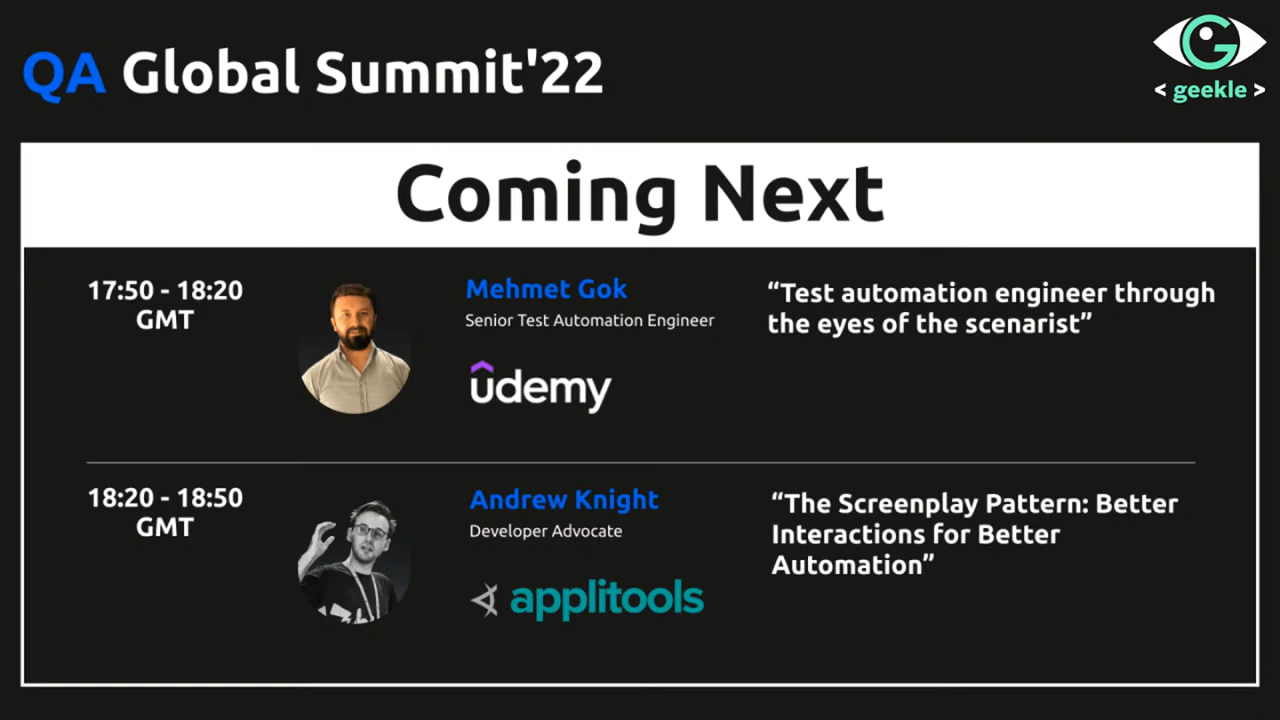 QA Global Summit'22
G
< geekle >
Coming Next
17:50 - 18:20
GMT
Mehmet Gok
Senior Test Automation Engineer
udemy
“Test automation engineer through
the eyes of the scenarist”
18:20 - 18:50
GMT
Andrew Knight
Developer Advocate
applitools
“The Screenplay Pattern: Better
Interactions for Better
Automation”